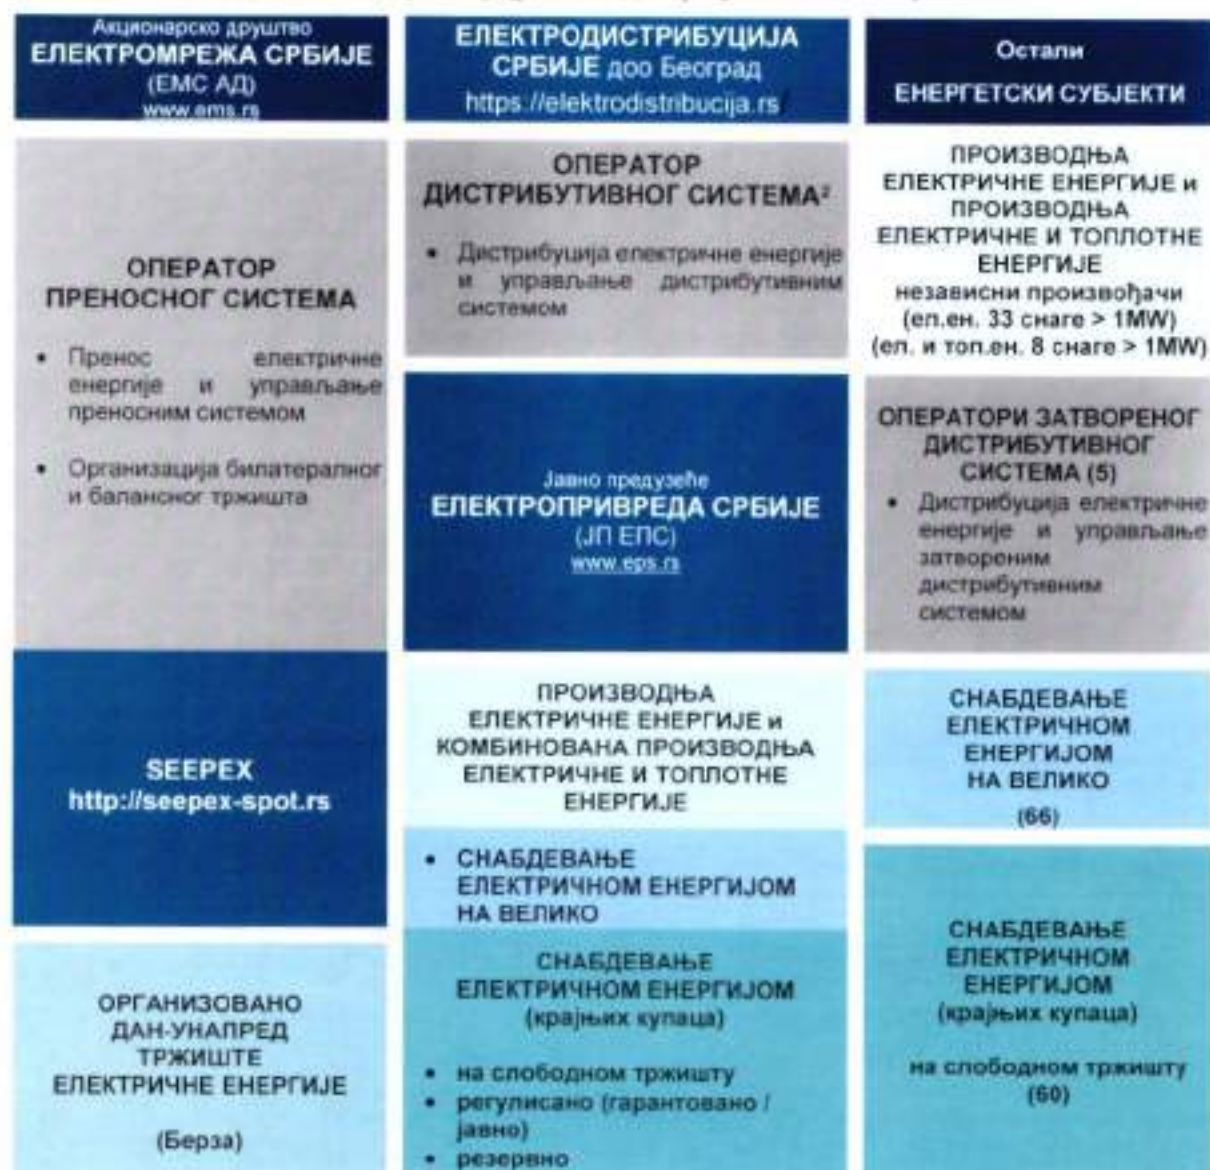 Акционарско друштво
ЕЛЕКТРОМРЕЖА СРБИЈЕ
(ЕМС АД)
www.ems.rs
ОПЕРАТОР
ПРЕНОСНОГ СИСТЕМА
• Пренос електричне
енергије и управљање
преносним системом
• Организација билатералног
и балансног тржишта
SEEPEX
http://seepex-spot.rs
ОРГАНИЗОВАНО
ДАН-УНАПРЕД
ТРЖИШТЕ
ЕЛЕКТРИЧНЕ ЕНЕРГИЈЕ
(Берза)
ЕЛЕКТРОДИСТРИБУЦИЈА
СРБИЈЕ доо Београд
https://elektrodistribucija.rs/
ОПЕРАТОР
ДИСТРИБУТИВНОГ СИСТЕМА²
• Дистрибуција електричне енергије
и управљање дистрибутивним
системом
Јавно предузеће
ЕЛЕКТРОПРИВРЕДА СРБИЈЕ
(ЈП ЕПС)
www.eps.rs
ПРОИЗВОДЊА
ЕЛЕКТРИЧНЕ ЕНЕРГИЈЕ и
КОМБИНОВАНА ПРОИЗВОДЊА
ЕЛЕКТРИЧНЕ И ТОПЛОТНЕ
ЕНЕРГИЈЕ
• СНАБДЕВАЊЕ
ЕЛЕКТРИЧНОМ ЕНЕРГИЈОМ
НА ВЕЛИКО
СНАБДЕВАЊЕ
ЕЛЕКТРИЧНОМ ЕНЕРГИЈОМ
(крајњих купаца)
• на слободном тржишту
• регулисано (гарантовано /
јавно)
• резервно
Остали
ЕНЕРГЕТСКИ СУБЈЕКТИ
ПРОИЗВОДЊА
ЕЛЕКТРИЧНЕ ЕНЕРГИЈЕ и
ПРОИЗВОДЊА
ЕЛЕКТРИЧНЕ И ТОПЛОТНЕ
ЕНЕРГИЈЕ
независни произвођачи
(ел.ен. 33 снаге > 1MW)
(ел. и топ.ен. 8 снаге > 1MW)
ОПЕРАТОРИ ЗАТВОРЕНОГ
ДИСТРИБУТИВНОГ
СИСТЕМА (5)
• Дистрибуција електричне
енергије и управљање
затвореним
дистрибутивним
системом
СНАБДЕВАЊЕ
ЕЛЕКТРИЧНОМ
ЕНЕРГИЈОМ
НА ВЕЛИКО
(66)
СНАБДЕВАЊЕ
ЕЛЕКТРИЧНОМ
ЕНЕРГИЈОМ
(крајњих купаца)
на слободном тржишту
(60)